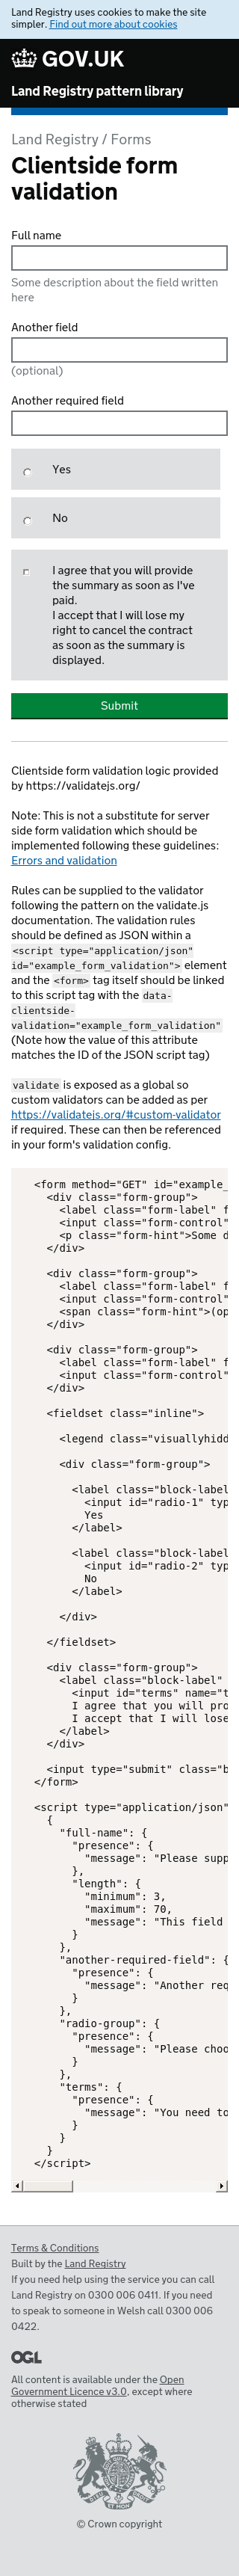 Land Registry uses cookies to make the site
simpler. Find out more about cookies
GOV.UK
Land Registry pattern library
Land Registry / Forms
Clientside form
validation
Full name
Some description about the field written
here
Another field
(optional)
Another required field
Yes
No
I agree that you will provide
the summary as soon as I've
paid.
I accept that I will lose my
right to cancel the contract
as soon as the summary is
displayed.
Submit
Clientside form validation logic provided
by https://validatejs.org/
Note: This is not a substitute for server
side form validation which should be
implemented following these guidelines:
Errors and validation
Rules can be supplied to the validator
following the pattern on the validate.js
documentation. The validation rules
should be defined as JSON within a
<script type="application/json"
id="example_form_validation"> element
and the <form> tag itself should be linked
to this script tag with the data-
clientside-
validation="example_form_validation"
(Note how the value of this attribute
matches the ID of the JSON script tag)
validate is exposed as a global so
custom validators can be added as per
https://validatejs.org/#custom-validator
if required. These can then be referenced
in your form's validation config.
<form method="GET" id="example_
<div class="form-group">
<label class="form-label" f
<input class="form-control"
<p class="form-hint">Some d
</div>
<div class="form-group">
<label class="form-label" f
<input class="form-control"
<span class="form-hint">(op
</div>
<div class="form-group">
<label class="form-label" f
<input class="form-control"
</div>
<fieldset class="inline">
<legend class="visuallyhidd
<div class="form-group">
<label class="block-label
<input id="radio-1" typ
Yes
</label>
<label class="block-label
<input id="radio-2" typ
No
</label>
</div>
</fieldset>
<div class="form-group">
<label class="block-label"
<input id="terms" name="t
I agree that you will pro
I accept that I will lose
</label>
</div>
<input type="submit" class="b
</form>
<script type="application/json"
{
"full-name": {
"presence": {
"message": "Please supp
},
"length": {
"minimum": 3,
"maximum": 70,
"message": "This field
}
},
"another-required-field": {
"presence": {
"message": "Another req
}
},
"radio-group": {
"presence": {
"message": "Please choo
}
},
"terms": {
"presence": {
"message": "You need to
}
}
}
</script>
Terms & Conditions
Built by the Land Registry
If you need help using the service you can call
Land Registry on 0300 006 0411. If you need
to speak to someone in Welsh call 0300 006
0422.
OGL
All content is available under the Open
Government Licence v3.0, except where
otherwise stated
© Crown copyright